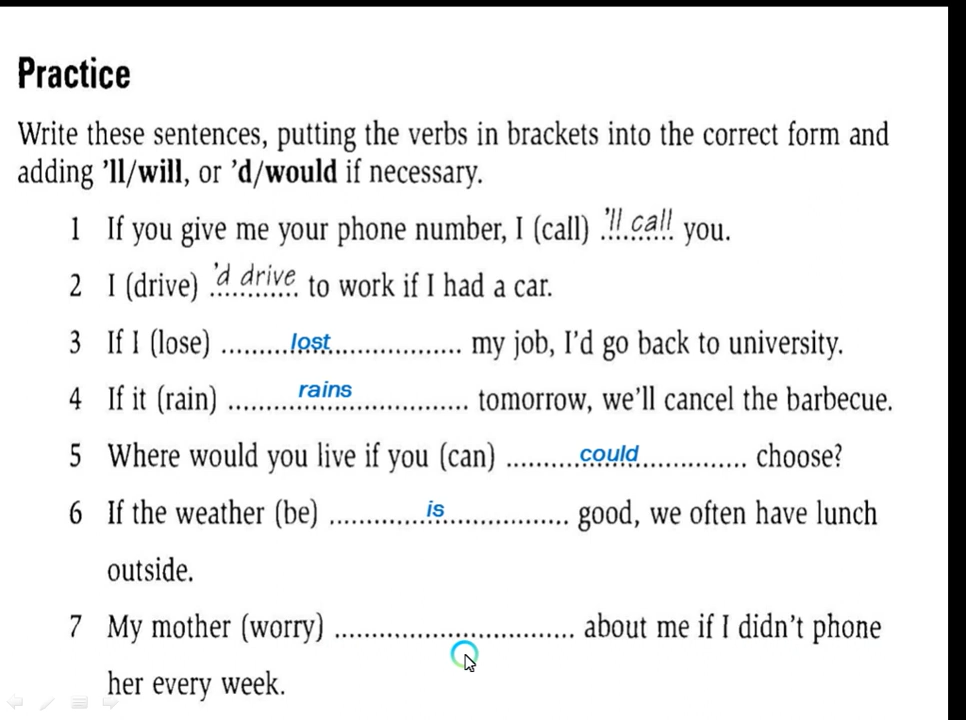 Practice
Write these sentences, putting the verbs in brackets into the correct form and
adding ’ll/will, or ’d/would if necessary.
1 If you give me your phone number, I (call) ’ll call you.
2 I (drive) ’d drive to work if I had a car.
3 If I (lose) .........lost.................. my job, I’d go back to university.
4 If it (rain) .........rains.................. tomorrow, we’ll cancel the barbecue.
5 Where would you live if you (can) ..........could............... choose?
6 If the weather (be) .............is................. good, we often have lunch
outside.
7 My mother (worry) ................................ about me if I didn’t phone
her every week.